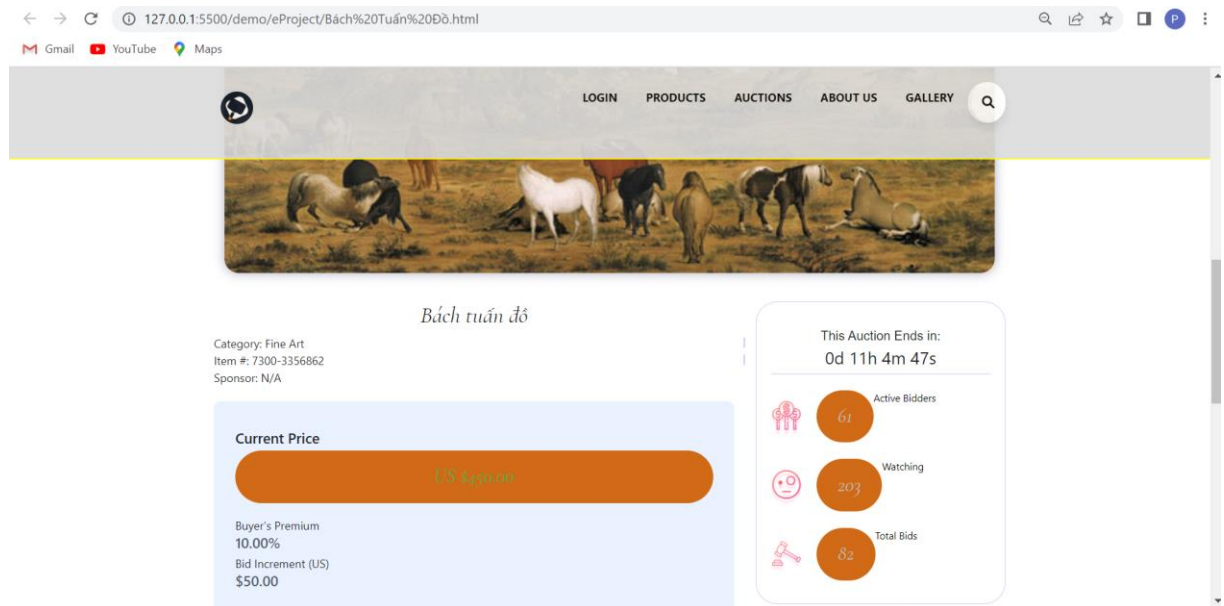 127.0.0.1:5500/demo/eProject/Bách%20Tuấn%20Đồ.html
P
Gmail YouTube Maps
LOGIN PRODUCTS AUCTIONS ABOUT US GALLERY
Bách tuấn đồ
Category: Fine Art
Item #: 7300-3356862
Sponsor: N/A
Current Price
US $450.00
Buyer's Premium
10.00%
Bid Increment (US)
$50.00
This Auction Ends in:
0d 11h 4m 47s
Active Bidders
61
Watching
203
Total Bids
82